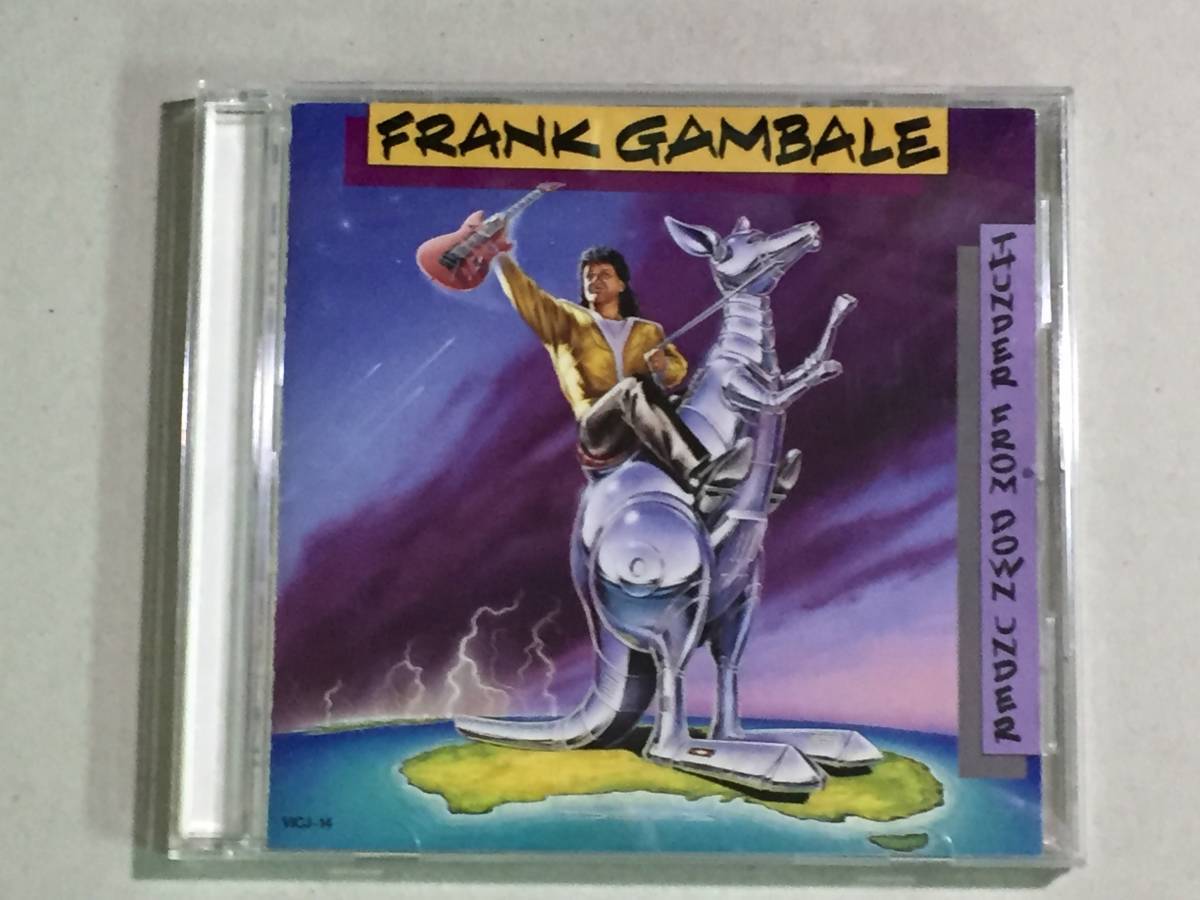 FRANK GAMBALE
THUNDER FROM DOWN UNDER
VICJ-14